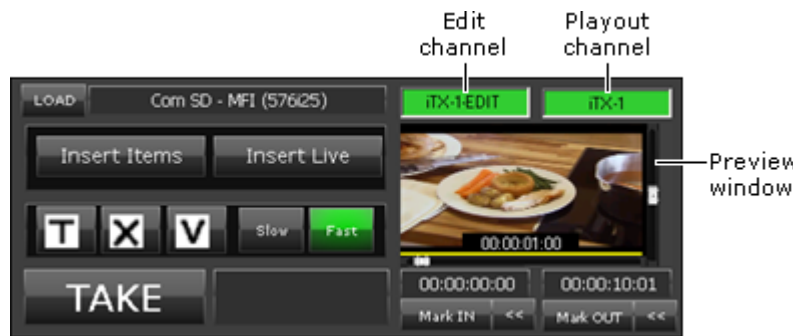 Edit channel
Playout channel
LOAD
Com SD - MFI (576i25)
iTX-1-EDIT
iTX-1
Insert Items
Insert Live
Preview window
T
X
V
Slow
Fast
00:00:01:00
TAKE
00:00:00:00
00:00:10:01
Mark IN
<<
Mark OUT
<<